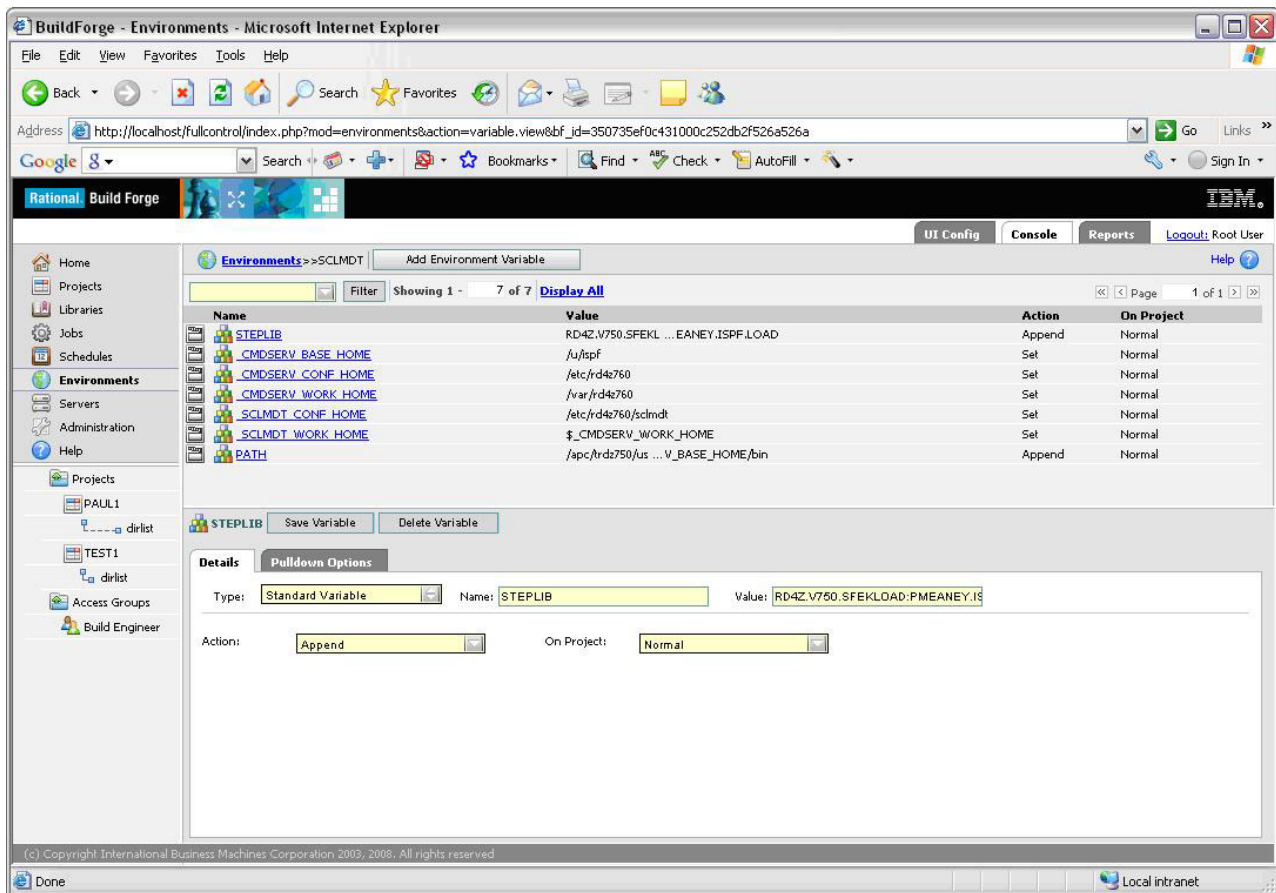 BuildForge - Environments - Microsoft Internet Explorer
File Edit View Favorites Tools Help
Back Search Favorites
Address http://localhost/fullcontrol/index.php?mod=environments&action=variable.view&bf_id=350735ef0c431000c252db2f526a526a Go Links »
Google Search Bookmarks Find ABC Check AutoFill Sign In
Rational. Build Forge IBM.
UI Config Console Reports Logout: Root User
Home
Projects
Libraries
Jobs
Schedules
Environments
Servers
Administration
Help
Projects
PAUL1
dirlist
TEST1
dirlist
Access Groups
Build Engineer
Environments>>SCLMDT Add Environment Variable Help
Filter Showing 1 - 7 of 7 Display All Page 1 of 1
Name Value Action On Project
STEPLIB RD4Z.V750.SFEKL ... EANEY.ISPF.LOAD Append Normal
_CMDSERV_BASE_HOME /u/ispf Set Normal
_CMDSERV_CONF_HOME /etc/rd4z760 Set Normal
_CMDSERV_WORK_HOME /var/rd4z760 Set Normal
_SCLMDT_CONF_HOME /etc/rd4z760/sclmdt Set Normal
_SCLMDT_WORK_HOME $_CMDSERV_WORK_HOME Set Normal
PATH /apc/trdz750/us ... V_BASE_HOME/bin Append Normal
STEPLIB Save Variable Delete Variable
Details Pulldown Options
Type: Standard Variable Name: STEPLIB Value: RD4Z.V750.SFEKLOAD:PMEANEY.IS
Action: Append On Project: Normal
(c) Copyright International Business Machines Corporation 2003, 2008. All rights reserved
Done Local intranet